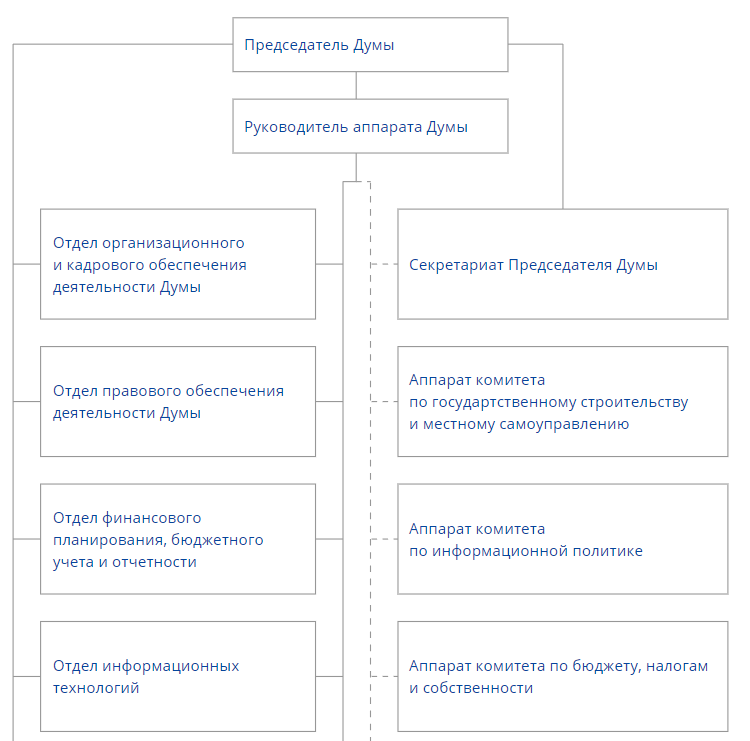 Председатель Думы
Руководитель аппарата Думы
Отдел организационного
и кадрового обеспечения
деятельности Думы
Секретариат Председателя Думы
Отдел правового обеспечения
деятельности Думы
Аппарат комитета
по государтственному строительству
и местному самоуправлению
Отдел финансового
планирования, бюджетного
учета и отчетности
Аппарат комитета
по информационной политике
Отдел информационных
технологий
Аппарат комитета по бюджету, налогам
и собственности